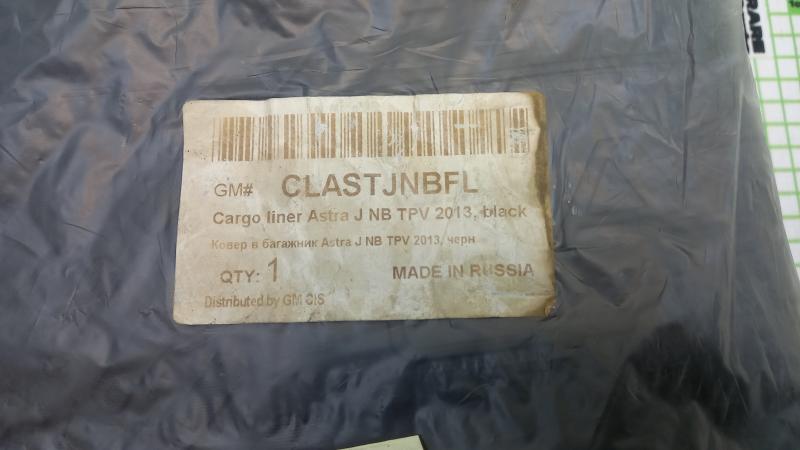 GM# CLASTJNBFL
Cargo liner Astra J NB TPV 2013, black
Ковер в багажник Astra J NB TPV 2013, черн
QTY: 1 MADE IN RUSSIA
Distributed by GM CIS